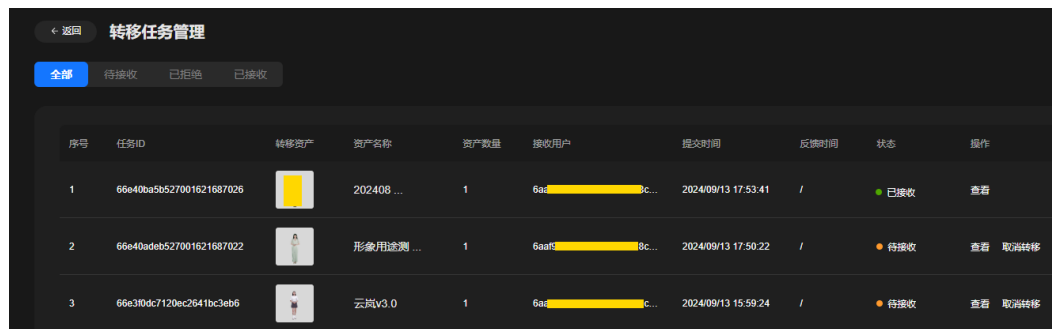 ← 返回 转移任务管理
全部 待接收 已拒绝 已接收
序号 任务ID 转移资产 资产名称 资产数量 接收用户 提交时间 反馈时间 状态 操作
1 66e40ba5b527001621687026 202408 ... 1 6aa 3c... 2024/09/13 17:53:41 / 已接收 查看
2 66e40adeb527001621687022 形象用途测 ... 1 6aaf9 8c... 2024/09/13 17:50:22 / 待接收 查看 取消转移
3 66e3f0dc7120ec2641bc3eb6 云岚v3.0 1 6aa c... 2024/09/13 15:59:24 / 待接收 查看 取消转移